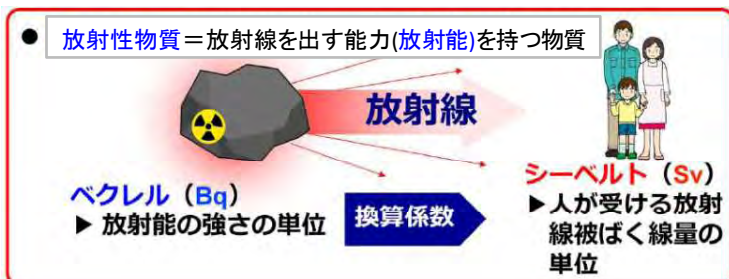 ● 放射性物質＝放射線を出す能力(放射能)を持つ物質
放射線
ベクレル（Bq）
▶ 放射能の強さの単位
換算係数
シーベルト（Sv）
▶人が受ける放射
線被ばく線量の
単位